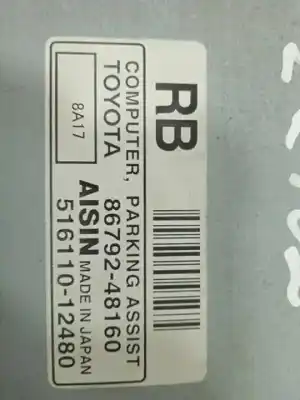 RB
COMPUTER, PARKING ASSIST
TOYOTA 86792-48160
8A17
AISIN MADE IN JAPAN
516110-12480